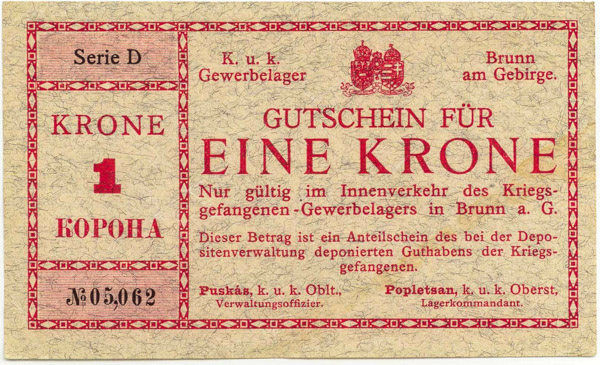 Serie D
KRONE
1
КОРОНА
№ 05,062
K. u. k.
Gewerbelager
Brunn
am Gebirge.
GUTSCHEIN FÜR
EINE KRONE
Nur gültig im Innenverkehr des Kriegs-
gefangenen-Gewerbelagers in Brunn a. G.
Dieser Betrag ist ein Anteilschein des bei der Depo-
sitenverwaltung deponierten Guthabens der Kriegs-
gefangenen.
Puskás, k. u. k. Oblt.,
Verwaltungsoffizier.
Popletsan, k. u. k. Oberst,
Lagerkommandant.